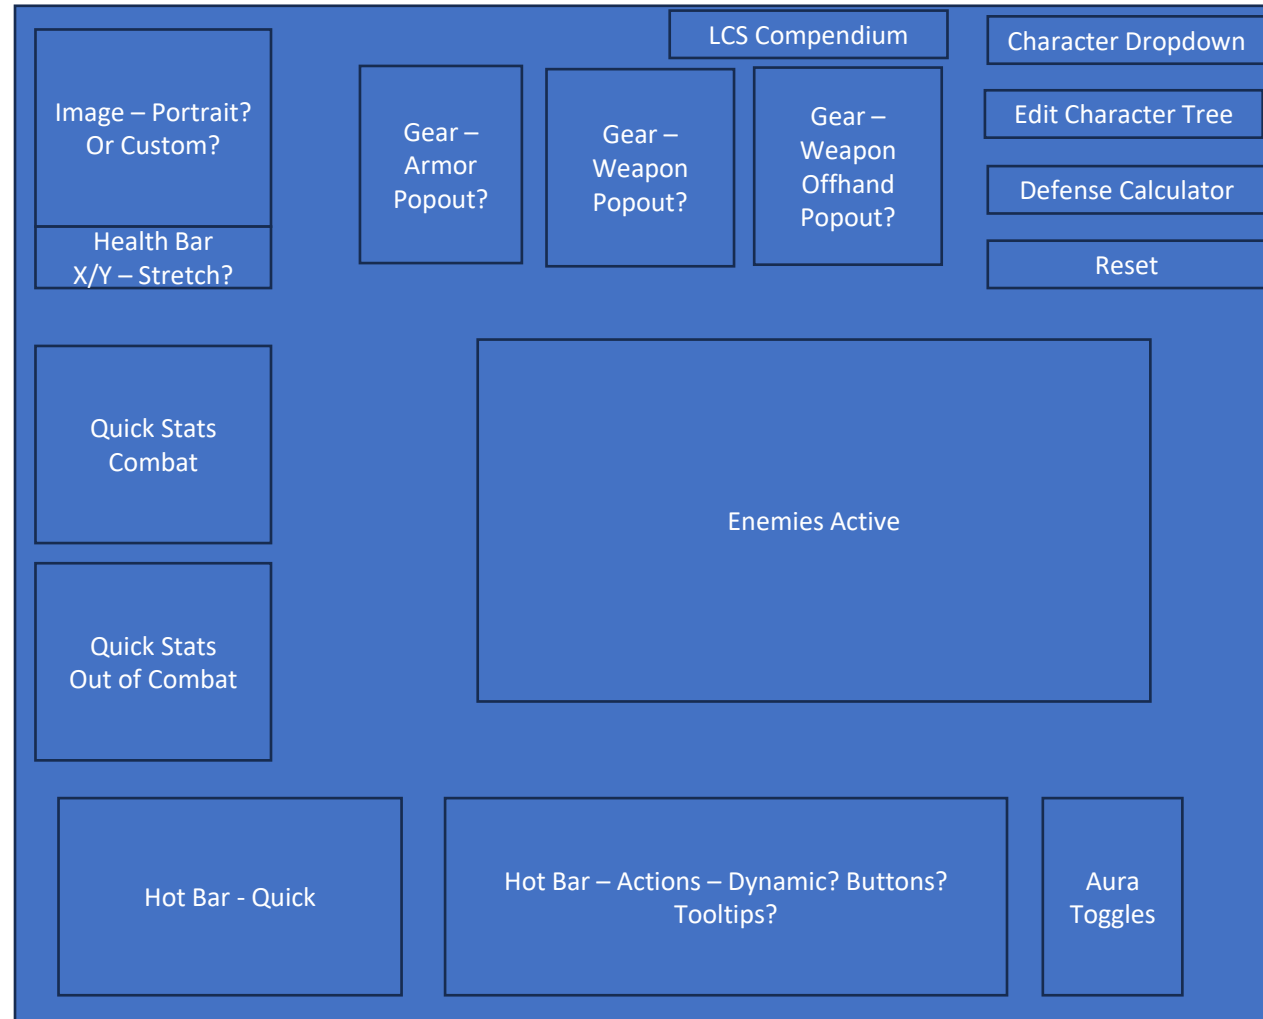 LCS Compendium
Character Dropdown
Image – Portrait?
Or Custom?
Gear –
Armor
Popout?
Gear –
Weapon
Popout?
Gear –
Weapon
Offhand
Popout?
Edit Character Tree
Defense Calculator
Health Bar
X/Y – Stretch?
Reset
Quick Stats
Combat
Enemies Active
Quick Stats
Out of Combat
Hot Bar - Quick
Hot Bar – Actions – Dynamic? Buttons?
Tooltips?
Aura
Toggles